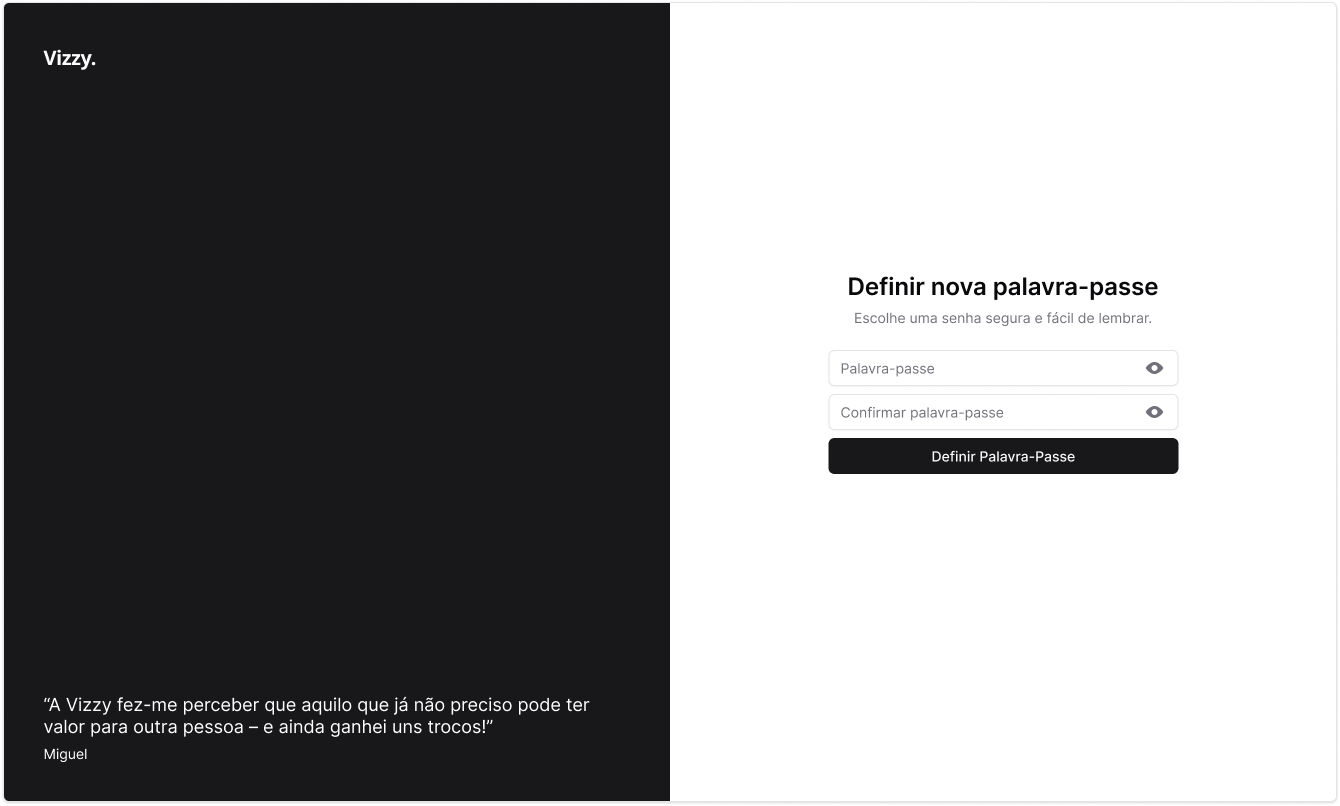 Vizzy.
“A Vizzy fez-me perceber que aquilo que já não preciso pode ter
valor para outra pessoa – e ainda ganhei uns trocos!”
Miguel
Definir nova palavra-passe
Escolhe uma senha segura e fácil de lembrar.
Palavra-passe
Confirmar palavra-passe
Definir Palavra-Passe